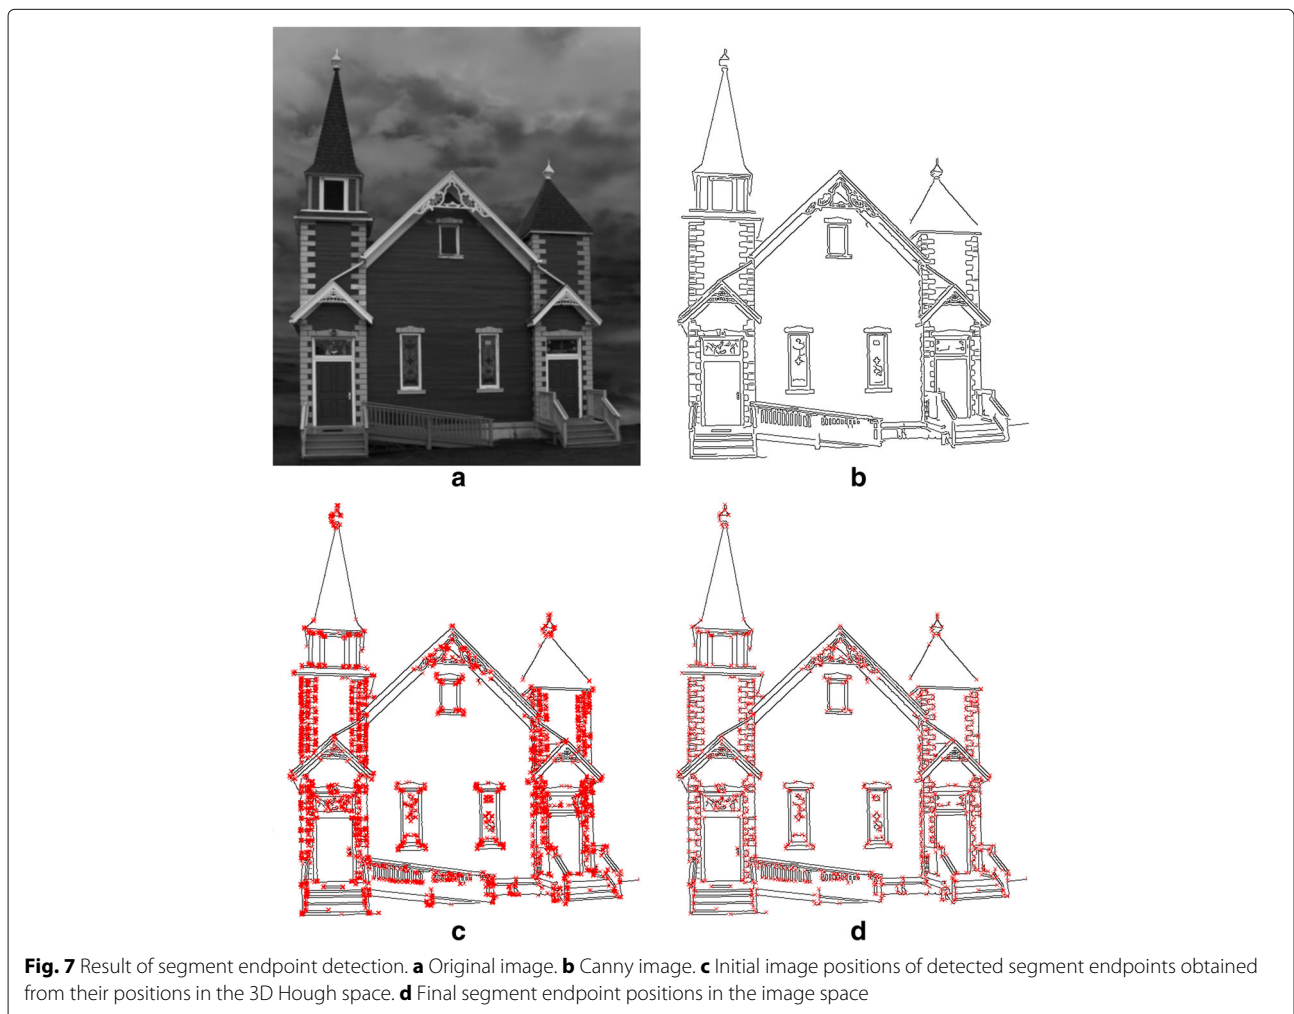 a
b
c
d
Fig. 7 Result of segment endpoint detection. a Original image. b Canny image. c Initial image positions of detected segment endpoints obtained
from their positions in the 3D Hough space. d Final segment endpoint positions in the image space